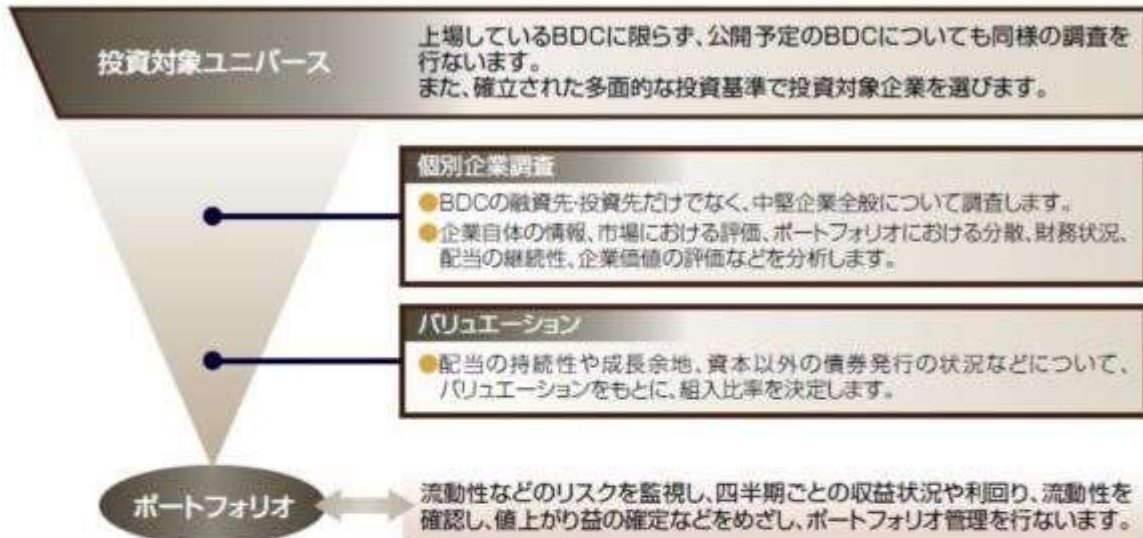 投資対象ユニバース
上場しているBDCに限らず、公開予定のBDCについても同様の調査を
行ないます。
また、確立された多面的な投資基準で投資対象企業を選びます。
個別企業調査
●BDCの融資先・投資先だけでなく、中堅企業全般について調査します。
●企業自体の情報、市場における評価、ポートフォリオにおける分散、財務状況、
配当の継続性、企業価値の評価などを分析します。
バリュエーション
●配当の持続性や成長余地、資本以外の債券発行の状況などについて、
バリュエーションをもとに、組入比率を決定します。
ポートフォリオ
流動性などのリスクを監視し、四半期ごとの収益状況や利回り、流動性を
確認し、値上がり益の確定などをめざし、ポートフォリオ管理を行ないます。